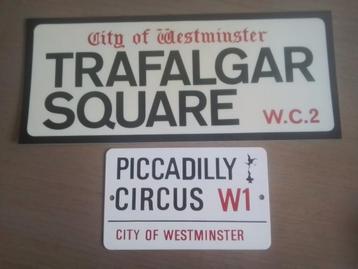 City of Westminster
TRAFALGAR
SQUARE W.C.2
PICCADILLY
CIRCUS W1
CITY OF WESTMINSTER